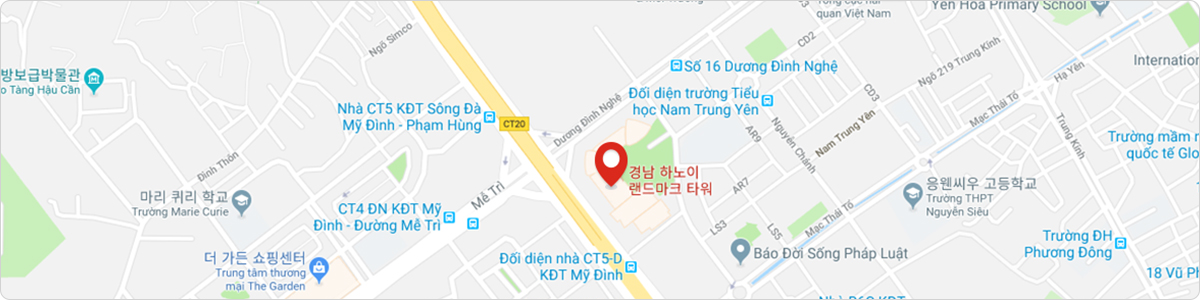 Tổng cục hải
quan Việt Nam
Yen Hoa Primary School
Ngõ Simco
CD2
Số 16 Dương Đình Nghệ
Ngõ 219 Trung Kính
Hạ Yên
International
방보급박물관
o Tàng Hậu Cần
Đối diện trường Tiểu
học Nam Trung Yên
CD3
Mạc Thái Tổ
Nhà CT5 KĐT Sông Đà
Mỹ Đình - Phạm Hùng
CT20
Dương Đình Nghệ
AR9
Nguyễn Chánh
Nam Trung Yên
Trung Kính
Trường mầm n
quốc tế Glo
Đình Thôn
경남 하노이
랜드마크 타워
AR7
마리 퀴리 학교
Trường Marie Curie
Mễ Trì
응웬씨우 고등학교
Trường THPT
Nguyễn Siêu
CT4 ĐN KĐT Mỹ
Đình - Đường Mễ Trì
LS3
Mạc Thái Tổ
LS5
Báo Đời Sống Pháp Luật
Trường ĐH
Phương Đông
더 가든 쇼핑센터
Trung tâm thương
mại The Garden
Đối diện nhà CT5-D
KĐT Mỹ Đình
18 Vũ Ph